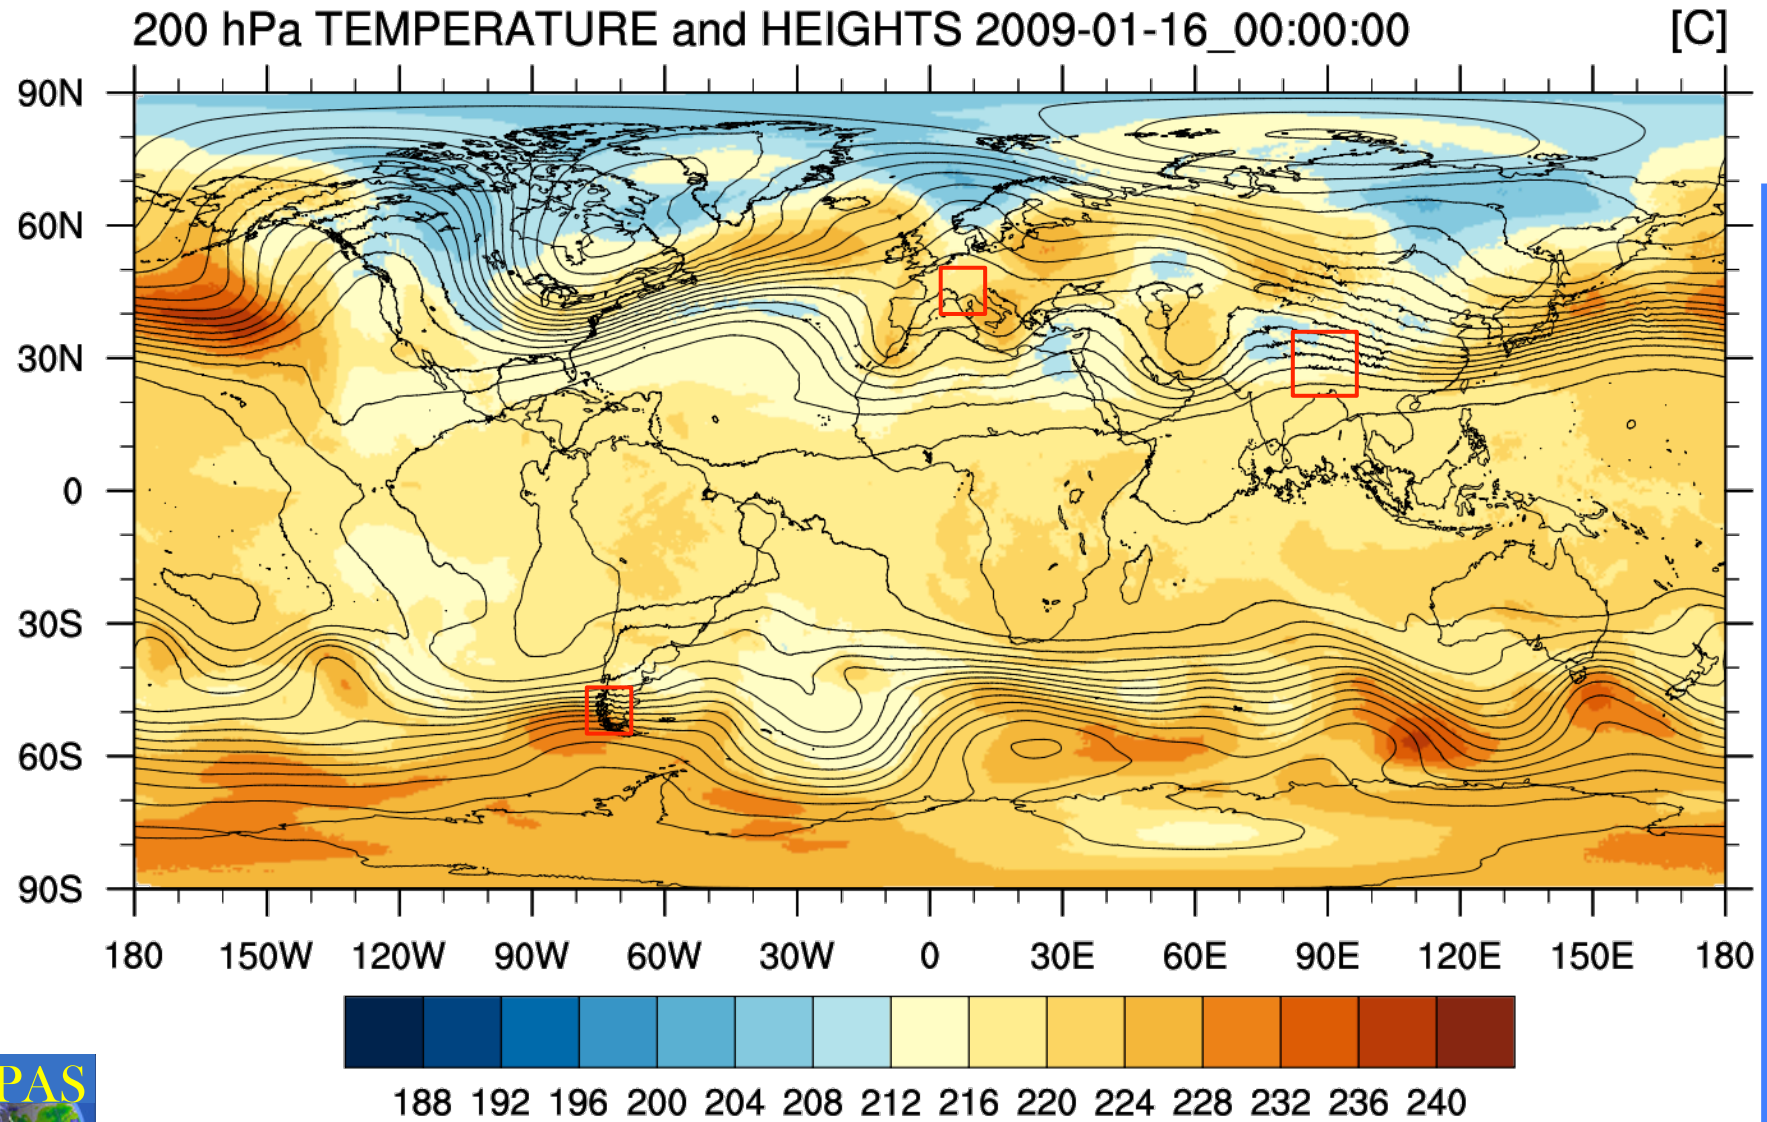 200 hPa TEMPERATURE and HEIGHTS 2009-01-16_00:00:00 [C]
90N
60N
30N
0
30S
60S
90S
180 150W 120W 90W 60W 30W 0 30E 60E 90E 120E 150E 180
188 192 196 200 204 208 212 216 220 224 228 232 236 240
PAS